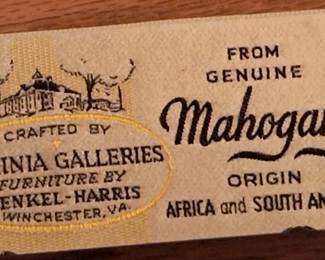 CRAFTED BY
INIA GALLERIES
FURNITURE BY
ENKEL-HARRIS
WINCHESTER, VA.
FROM
GENUINE
Mahoga
ORIGIN
AFRICA and SOUTH AM